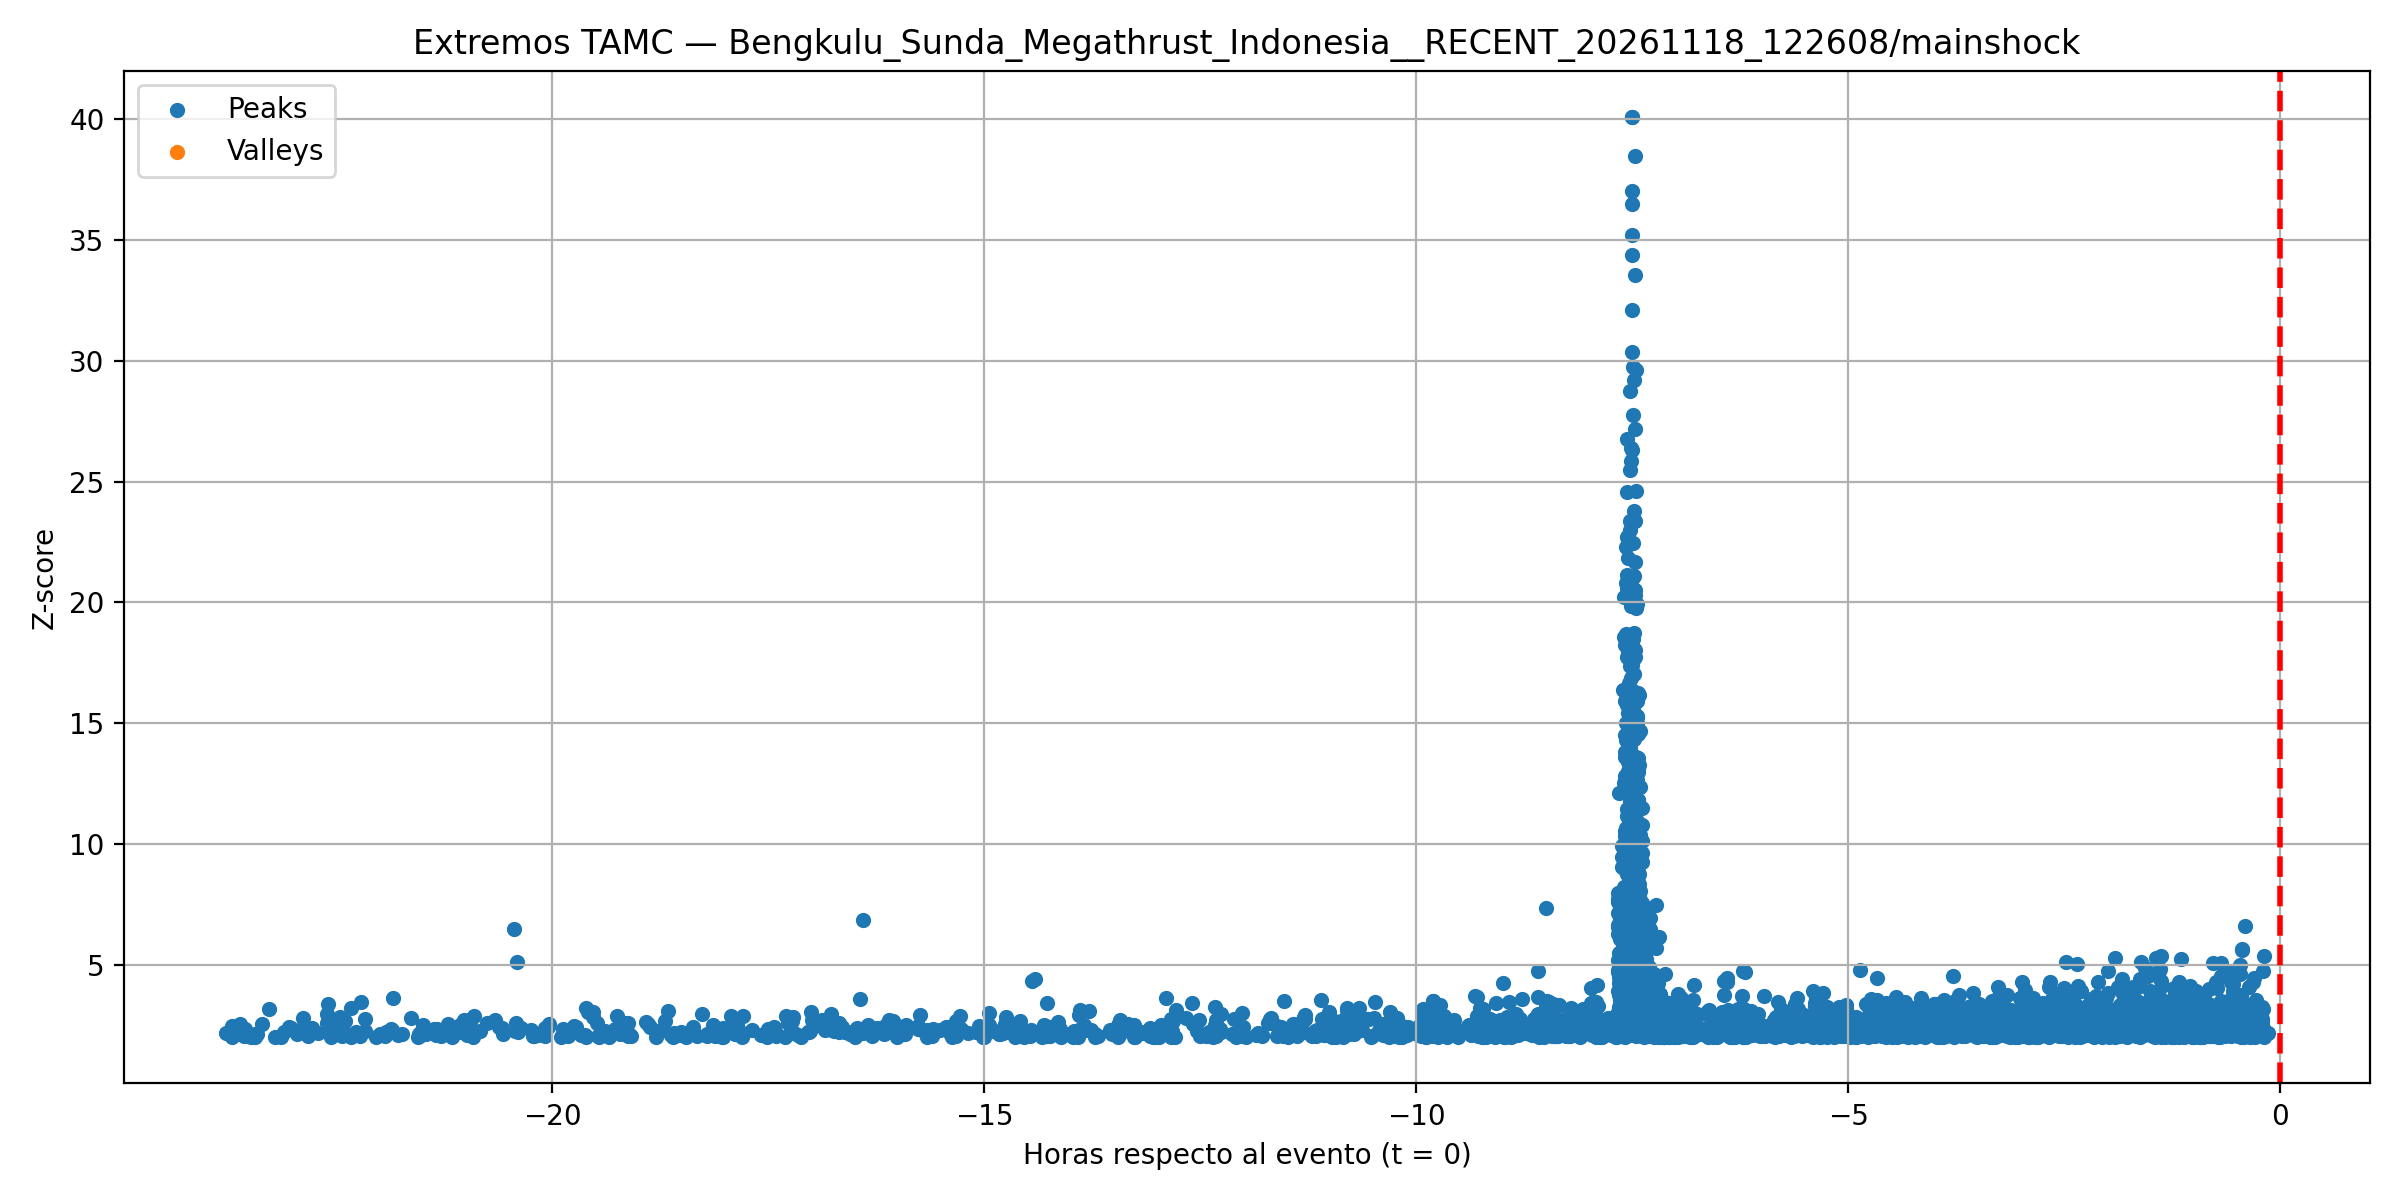 Extremos TAMC — Bengkulu_Sunda_Megathrust_Indonesia__RECENT_20261118_122608/mainshock
Peaks
Valleys
40
35
30
25
20
15
10
5
Z-score
−20
−15
−10
−5
0
Horas respecto al evento (t = 0)